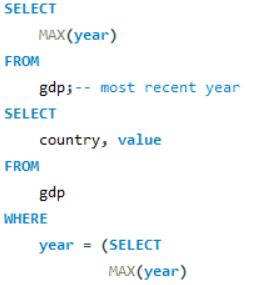 SELECT
MAX(year)
FROM
gdp;-- most recent year
SELECT
country, value
FROM
gdp
WHERE
year = (SELECT
MAX(year)